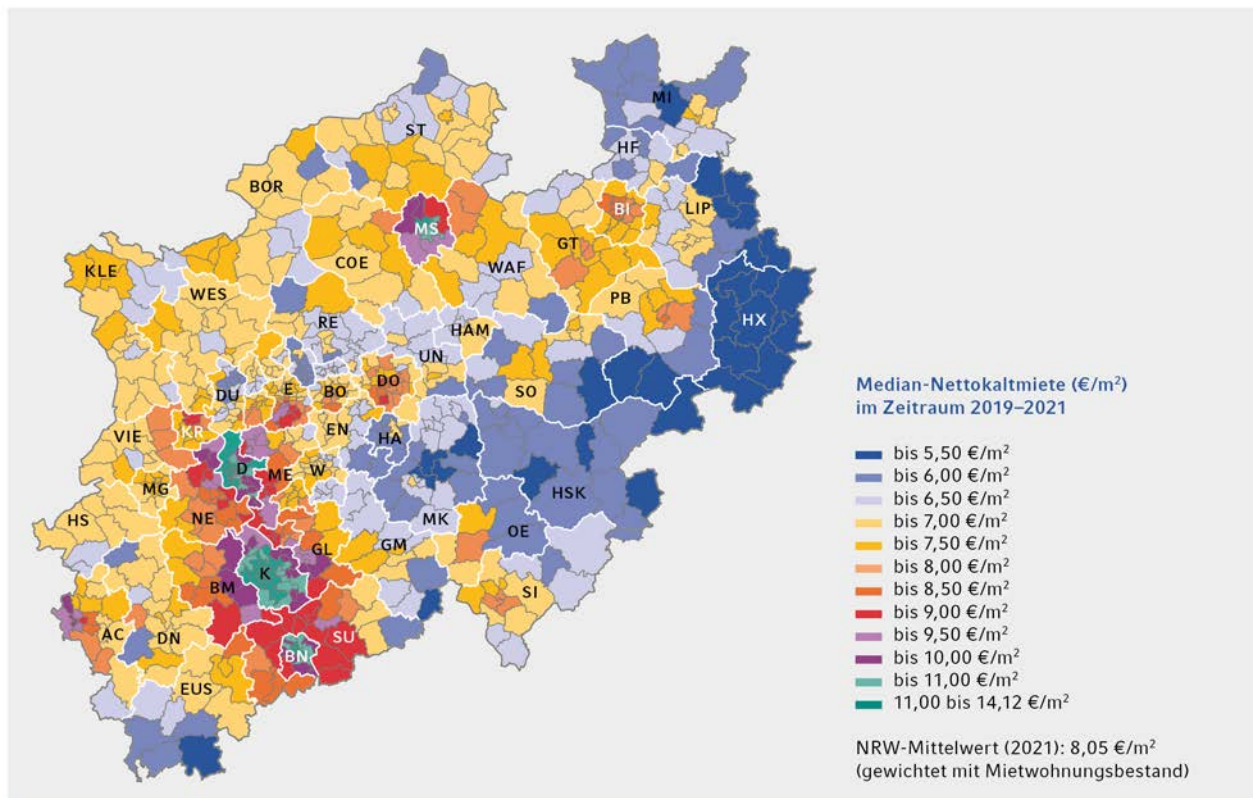 MI
ST
HF
BOR
BI
LIP
MS
GT
KLE
COE
WAF
WES
PB
HX
RE
HAM
UN
DU
E
BO
DO
SO
KR
EN
VIE
HA
D
ME
W
MG
HSK
NE
MK
HS
OE
GL
GM
K
BM
SI
AC
DN
SU
BN
EUS
Median-Nettokaltmiete (€/m²)
im Zeitraum 2019–2021
bis 5,50 €/m²
bis 6,00 €/m²
bis 6,50 €/m²
bis 7,00 €/m²
bis 7,50 €/m²
bis 8,00 €/m²
bis 8,50 €/m²
bis 9,00 €/m²
bis 9,50 €/m²
bis 10,00 €/m²
bis 11,00 €/m²
11,00 bis 14,12 €/m²
NRW-Mittelwert (2021): 8,05 €/m²
(gewichtet mit Mietwohnungsbestand)